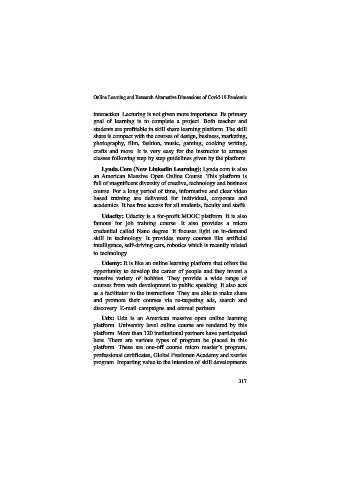 Online Learning and Research Alternative Dimensions of Covid-19 Pandemic
interaction. Lecturing is not given more importance. Its primary
goal of learning is to complete a project. Both teacher and
students are profitable in skill share learning platform. The skill
share is compact with the courses of design, business, marketing,
photography, film, fashion, music, gaming, cooking writing,
crafts and more. It is very easy for the instructor to arrange
classes following step by step guidelines given by the platform.
Lynda.Com (Now Linkedin Learning): Lynda.com is also
an American Massive Open Online Course. This platform is
full of magnificent diversity of creative, technology and business
course. For a long period of time, informative and clear video
based training are delivered for individual, corporate and
academics. It has free access for all students, faculty and staffs.
Udacity: Udacity is a for-profit MOOC platform. It is also
famous for job training course. It also provides a micro
credential called Nano degree. It focuses light on in-demand
skill in technology. It provides many courses like artificial
intelligence, self-driving cars, robotics which is recently related
to technology.
Udemy: It is like an online learning platform that offers the
opportunity to develop the career of people and they invent a
massive variety of hobbies. They provide a wide range of
courses from web development to public speaking. It also acts
as a facilitator to the instructions. They are able to make share
and promote their courses via re-targeting ads, search and
discovery. E-mail campaigns and eternal partners.
Udx: Udx is an American massive open online learning
platform. University level online course are rendered by this
platform. More than 120 institutional partners have participated
here. There are various types of program be placed in this
platform. These are one-off course micro master's program,
professional certificates, Global Freshmen Academy and xseries
program. Imparting value to the intention of skill developments
317